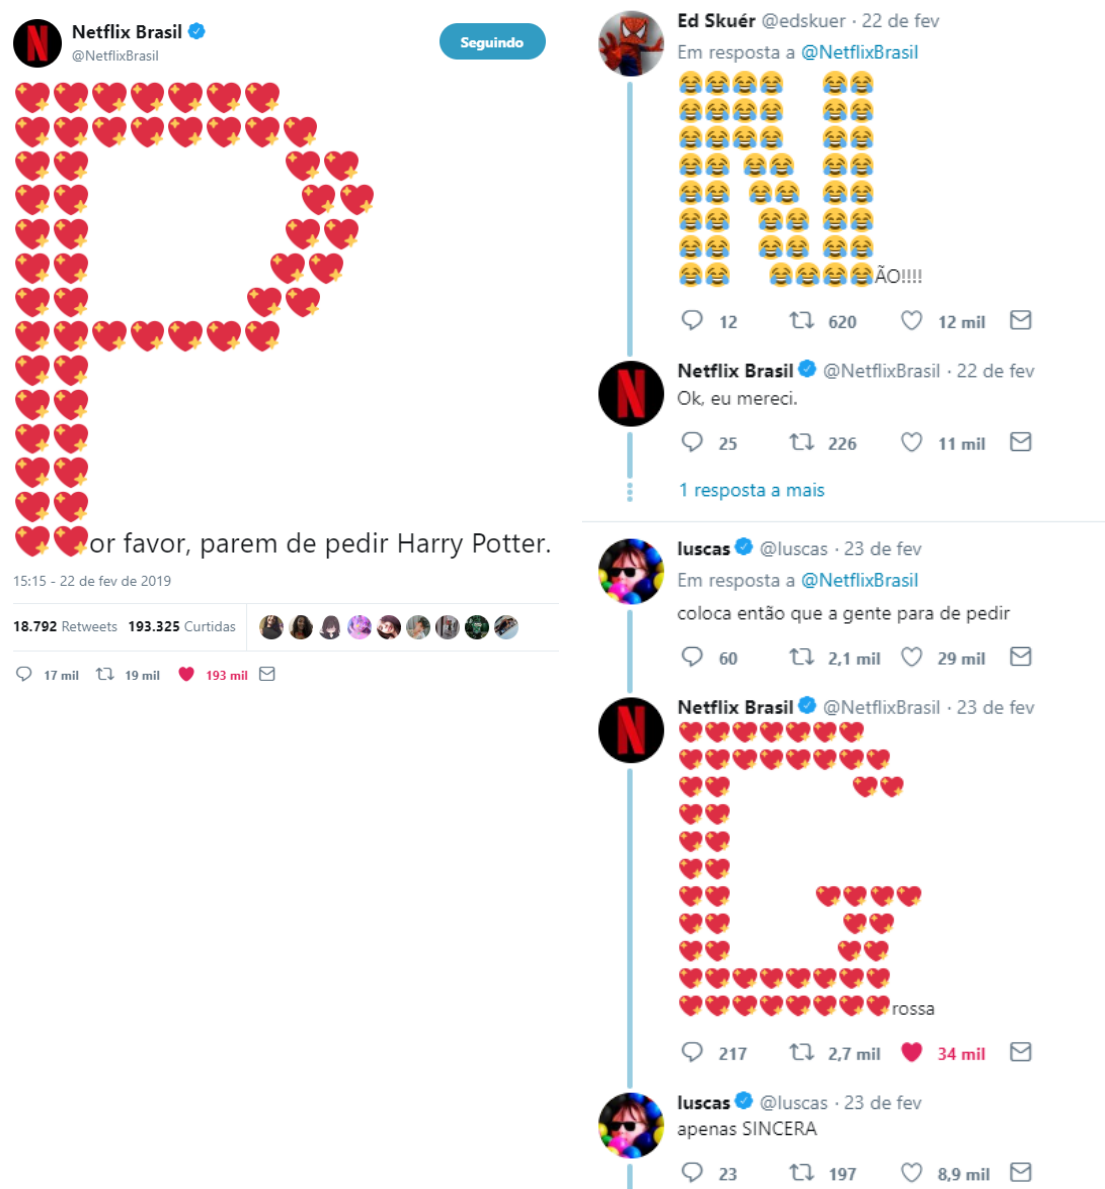 Netflix Brasil
@NetflixBrasil
Seguindo
Por favor, parem de pedir Harry Potter.
15:15 - 22 de fev de 2019
18.792 Retweets 193.325 Curtidas
17 mil 19 mil 193 mil
Ed Skuér @edskuer · 22 de fev
Em resposta a @NetflixBrasil
NÃO!!!!
12 620 12 mil
Netflix Brasil @NetflixBrasil · 22 de fev
Ok, eu mereci.
25 226 11 mil
1 resposta a mais
luscas @luscas · 23 de fev
Em resposta a @NetflixBrasil
coloca então que a gente para de pedir
60 2,1 mil 29 mil
Netflix Brasil @NetflixBrasil · 23 de fev
Grossa
217 2,7 mil 34 mil
luscas @luscas · 23 de fev
apenas SINCERA
23 197 8,9 mil